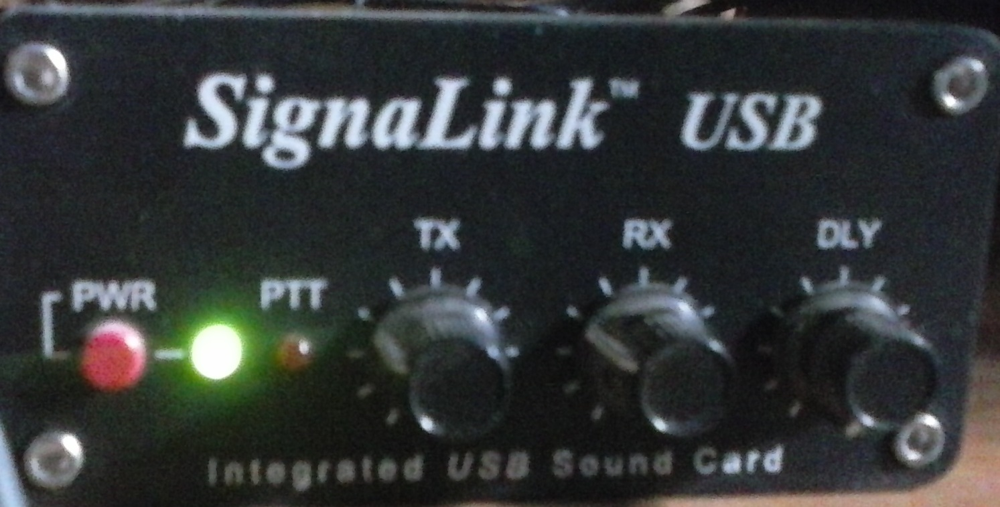 SignaLink™ USB
TX RX DLY
PWR PTT
Integrated USB Sound Card